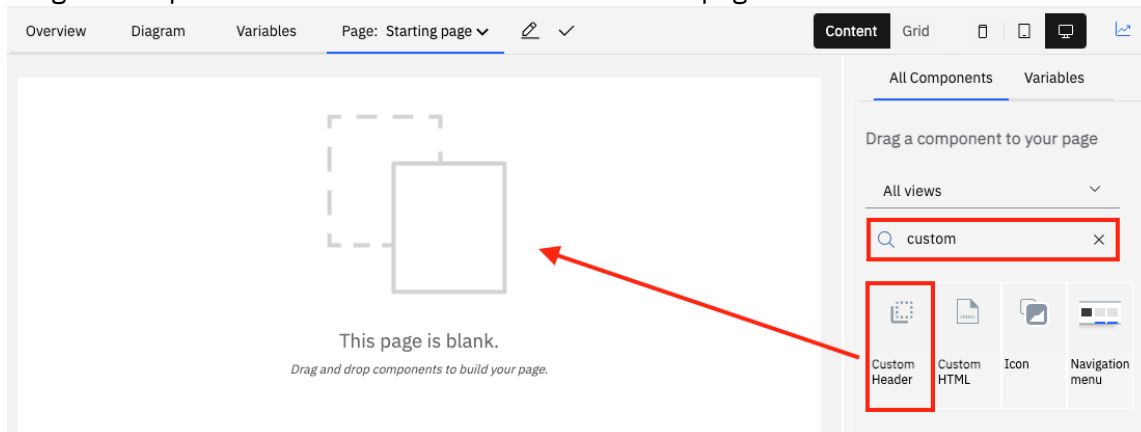 Overview Diagram Variables Page: Starting page Content Grid
All Components Variables
Drag a component to your page
All views
custom
This page is blank.
Drag and drop components to build your page.
Custom Header
Custom HTML
Icon
Navigation menu